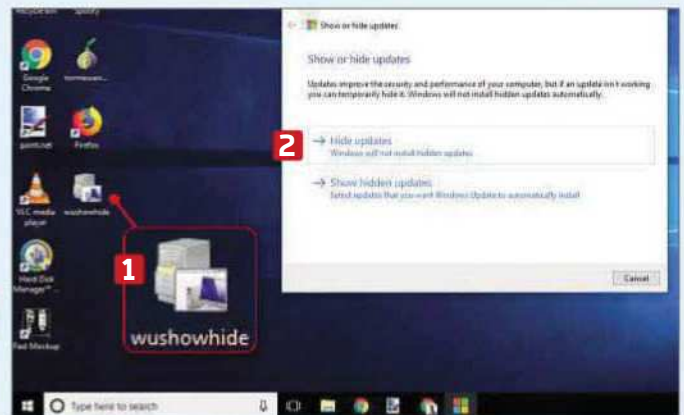 Spotify
Google
Chrome
paint.net
Firefox
VLC media
player
wushowhide
Hard Disk
Manager™ ...
1
wushowhide
Type here to search
Show or hide updates
Show or hide updates
Updates improve the security and performance of your computer, but if an update isn't working
you can temporarily hide it. Windows will not install hidden updates automatically.
2
→ Hide updates
Windows will not install hidden updates
→ Show hidden updates
Select updates that you want Windows Update to automatically install
Cancel